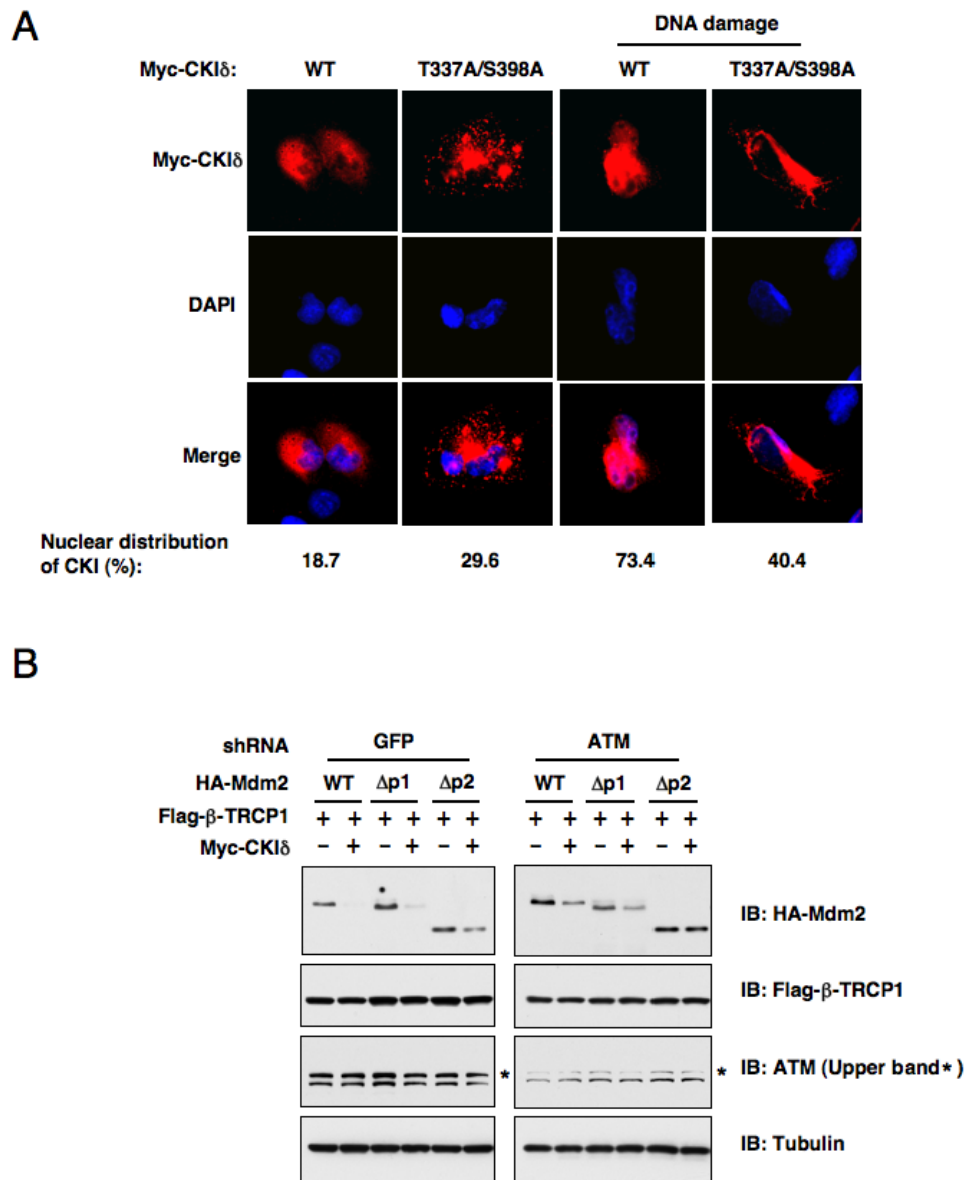 A
DNA damage
Myc-CKIδ: WT T337A/S398A WT T337A/S398A
Myc-CKIδ
DAPI
Merge
Nuclear distribution
of CKI (%): 18.7 29.6 73.4 40.4
B
shRNA GFP ATM
HA-Mdm2 WT Δp1 Δp2 WT Δp1 Δp2
Flag-β-TRCP1 + + + + + + + + + + + +
Myc-CKIδ − + − + − + − + − + − +
IB: HA-Mdm2
IB: Flag-β-TRCP1
* * IB: ATM (Upper band*)
IB: Tubulin